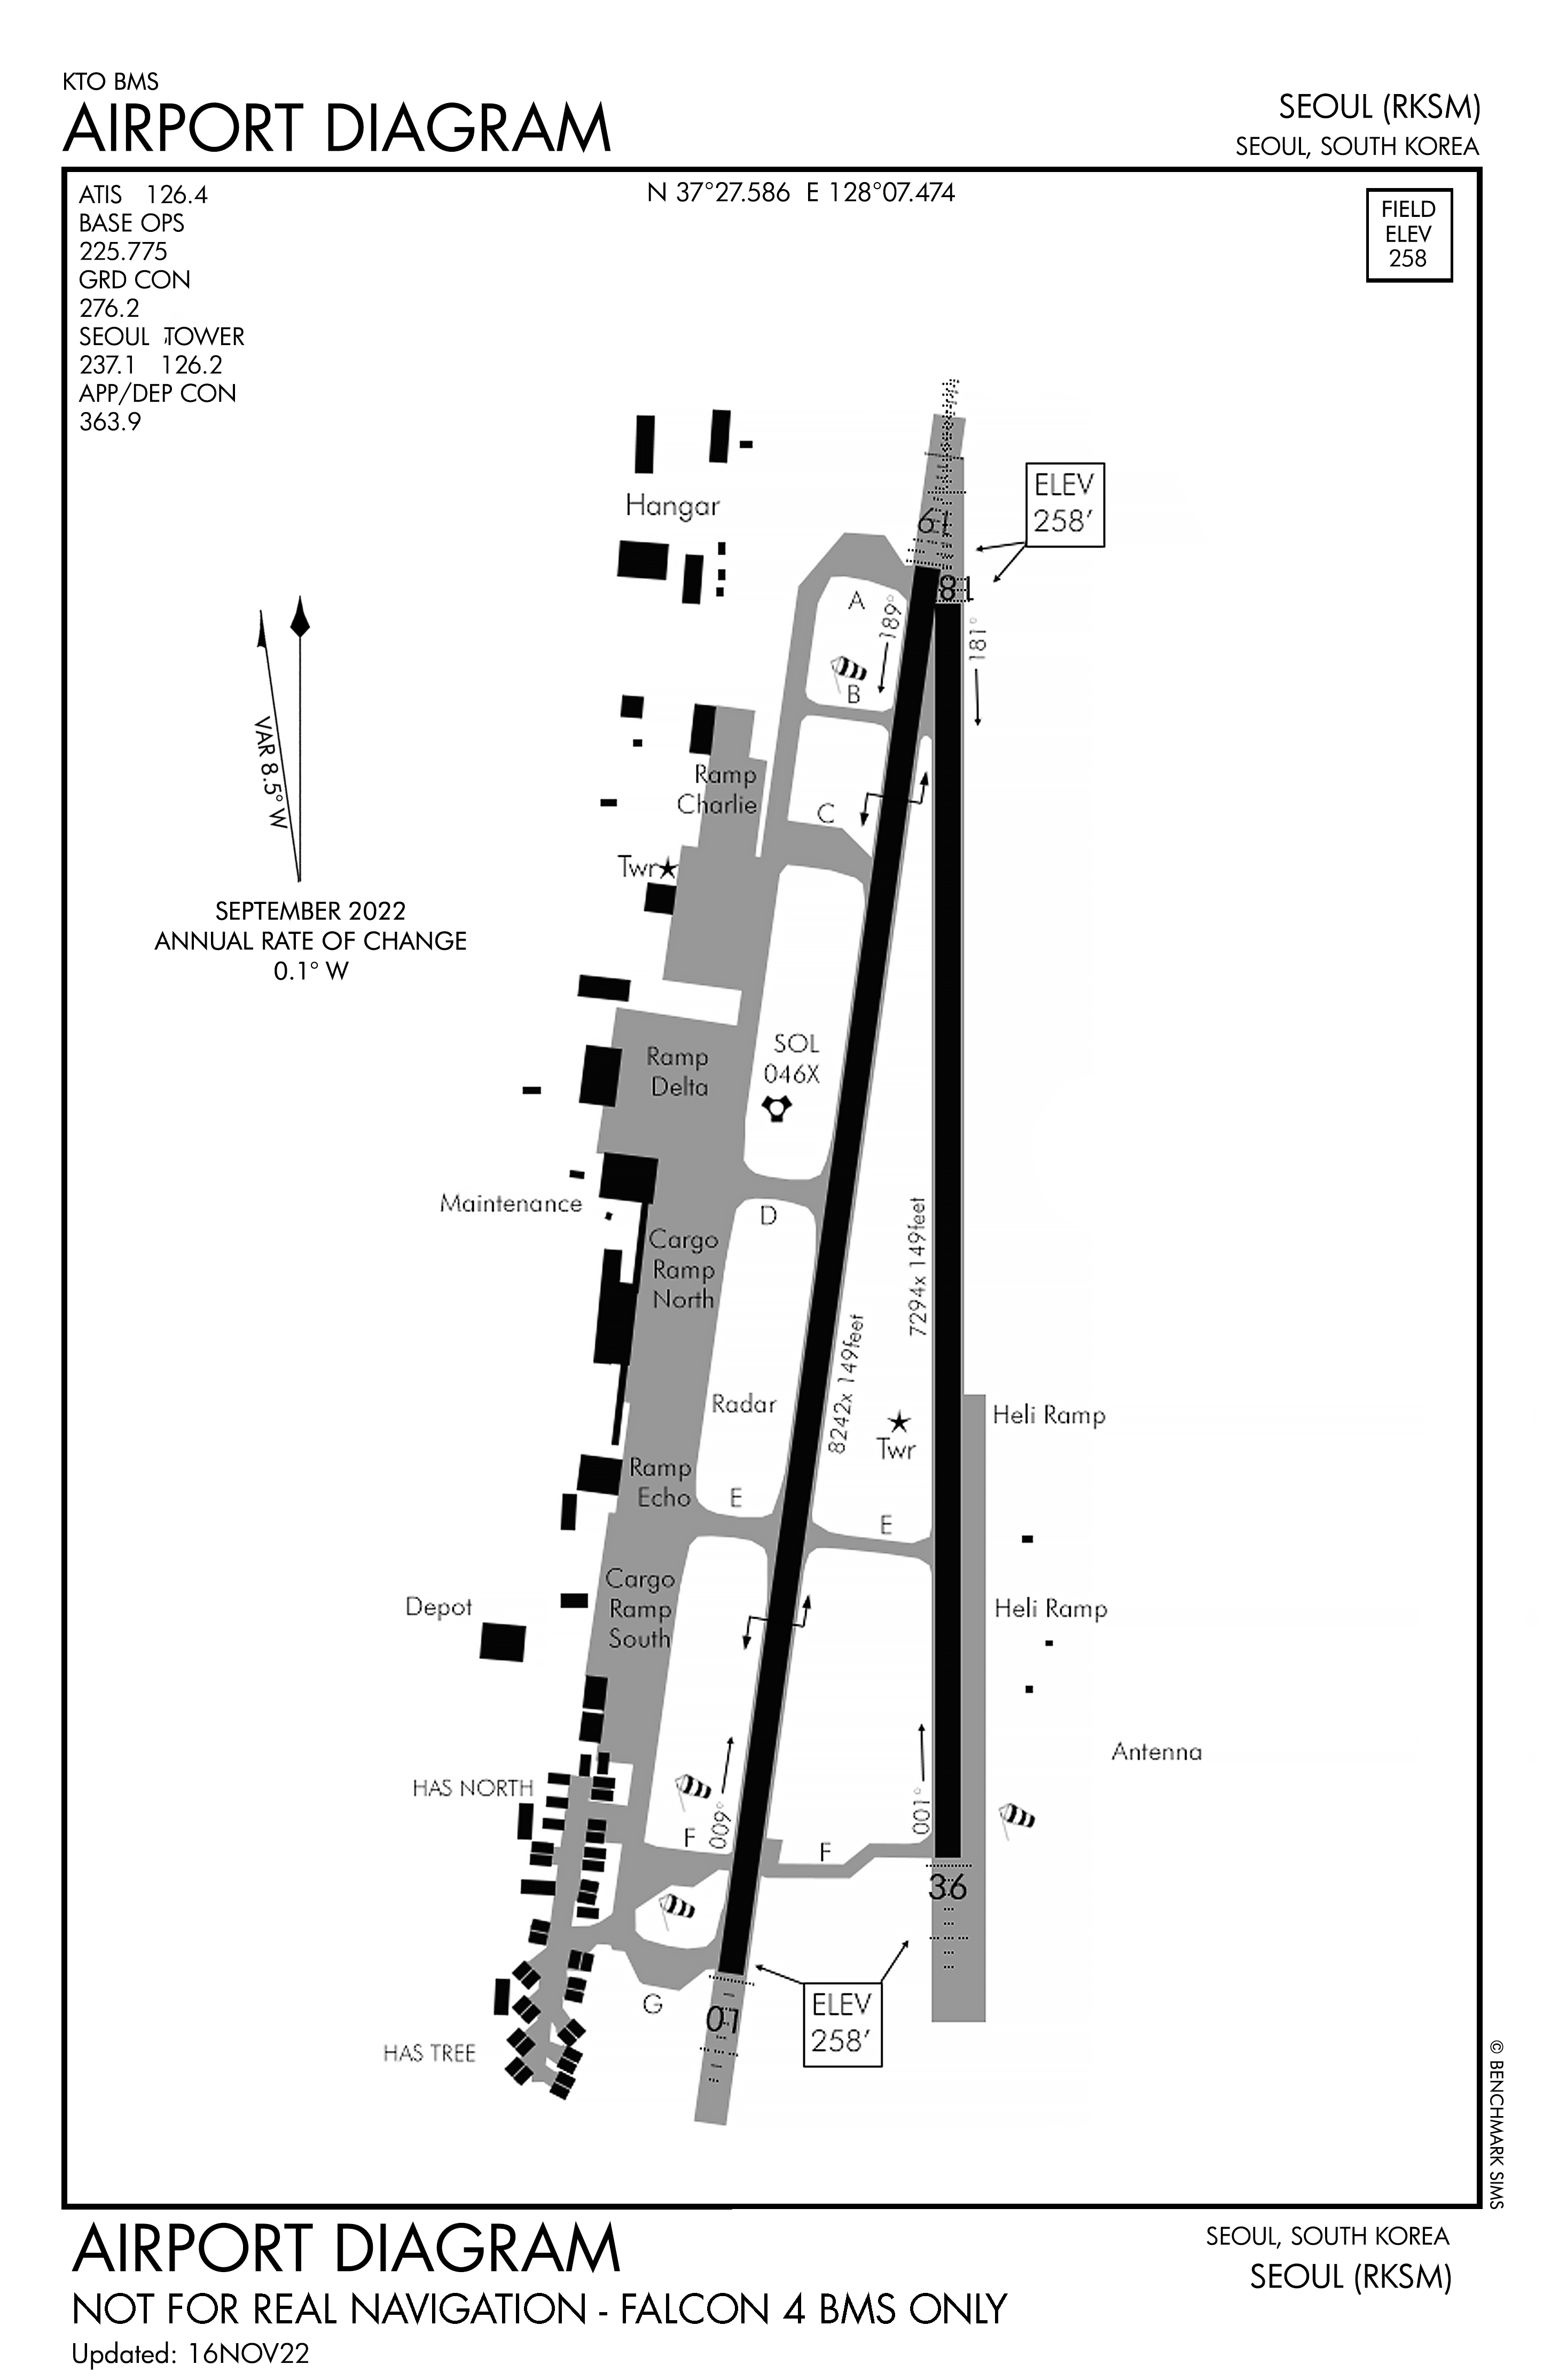 KTO BMS
AIRPORT DIAGRAM
SEOUL (RKSM)
SEOUL, SOUTH KOREA
ATIS 126.4
BASE OPS
225.775
GRD CON
276.2
SEOUL TOWER
237.1 126.2
APP/DEP CON
363.9
N 37°27.586 E 128°07.474
FIELD
ELEV
258
Hangar
19
ELEV
258'
18
A
189°
181°
B
VAR 8.5° W
SEPTEMBER 2022
ANNUAL RATE OF CHANGE
0.1° W
Ramp
Charlie
C
Twr
SOL
046X
Ramp
Delta
Maintenance
D
Cargo
Ramp
North
7294x 149feet
8242x 149feet
Radar
Twr
Heli Ramp
Ramp
Echo
E
E
Cargo
Ramp
South
Depot
Heli Ramp
Antenna
HAS NORTH
009°
001°
F
F
36
G
01
ELEV
258'
HAS TREE
© BENCHMARK SIMS
AIRPORT DIAGRAM
NOT FOR REAL NAVIGATION - FALCON 4 BMS ONLY
Updated: 16NOV22
SEOUL, SOUTH KOREA
SEOUL (RKSM)